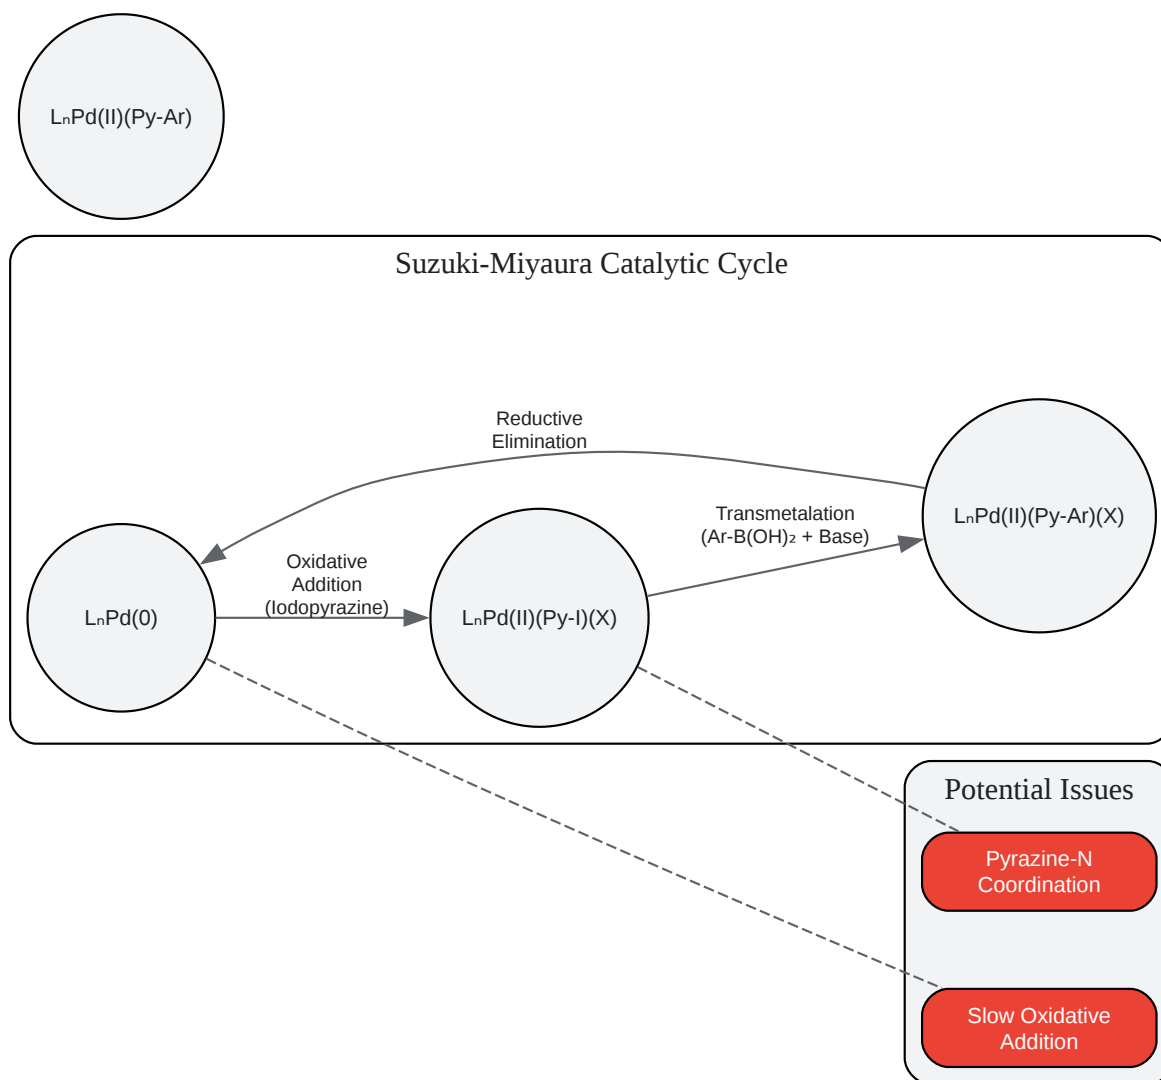 LₙPd(II)(Py-Ar)
Suzuki-Miyaura Catalytic Cycle
Reductive
Elimination
LₙPd(II)(Py-Ar)(X)
Transmetalation
(Ar-B(OH)₂ + Base)
Oxidative
Addition
(Iodopyrazine)
LₙPd(0)
LₙPd(II)(Py-I)(X)
Potential Issues
Pyrazine-N
Coordination
Slow Oxidative
Addition